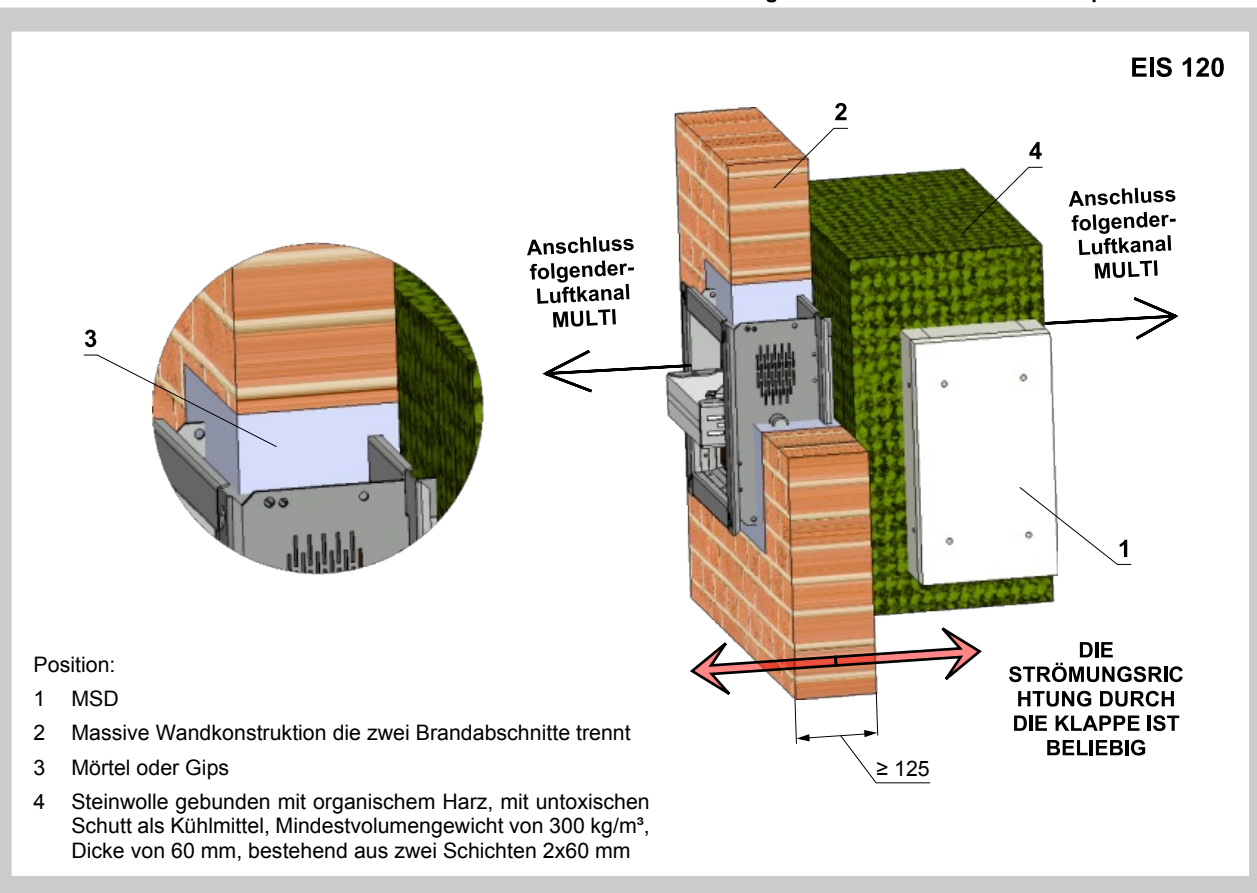 EIS 120
2
4
Anschluss
folgender-
Luftkanal
MULTI
Anschluss
folgender-
Luftkanal
MULTI
3
1
DIE
STRÖMUNGSRIC
HTUNG DURCH
DIE KLAPPE IST
BELIEBIG
≥ 125
Position:
1 MSD
2 Massive Wandkonstruktion die zwei Brandabschnitte trennt
3 Mörtel oder Gips
4 Steinwolle gebunden mit organischem Harz, mit untoxischen
Schutt als Kühlmittel, Mindestvolumengewicht von 300 kg/m³,
Dicke von 60 mm, bestehend aus zwei Schichten 2x60 mm